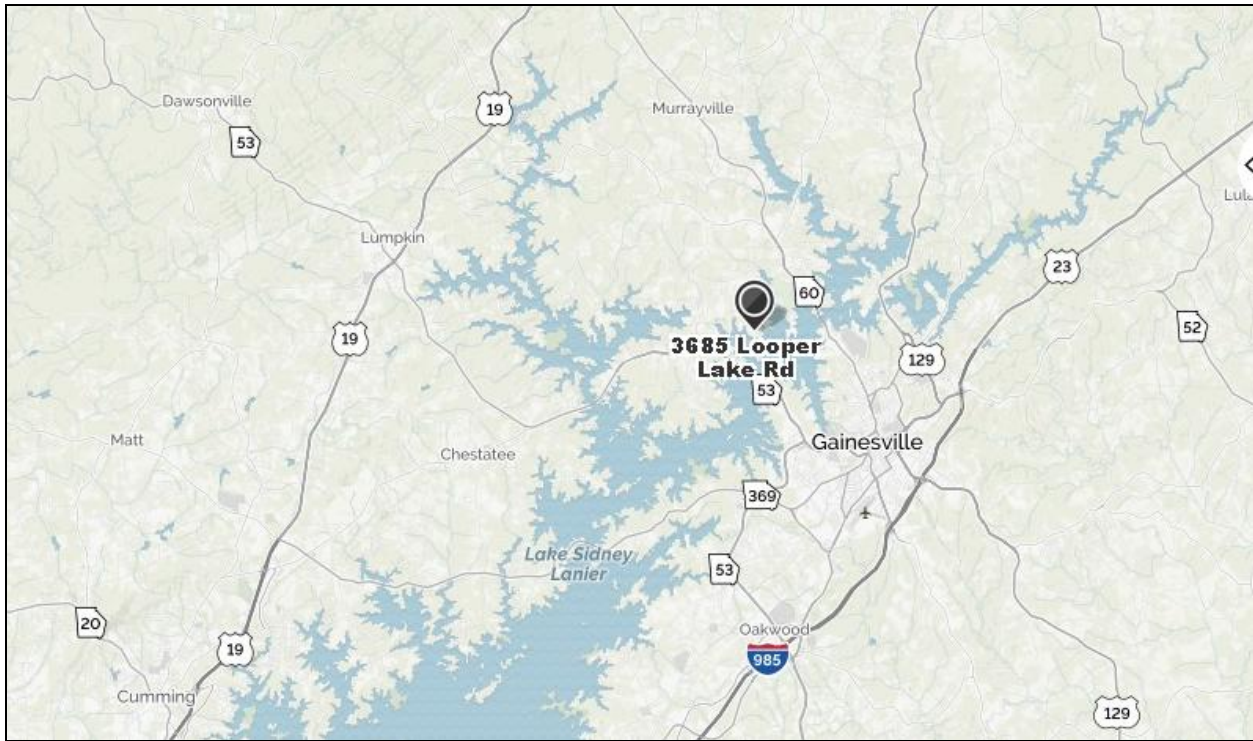 Dawsonville
53
19
Murrayville
Lumpkin
23
60
52
19
3685 Looper
Lake Rd
129
53
Matt
Chestatee
Gainesville
369
Lake Sidney
Lanier
53
20
19
Oakwood
985
Cumming
129